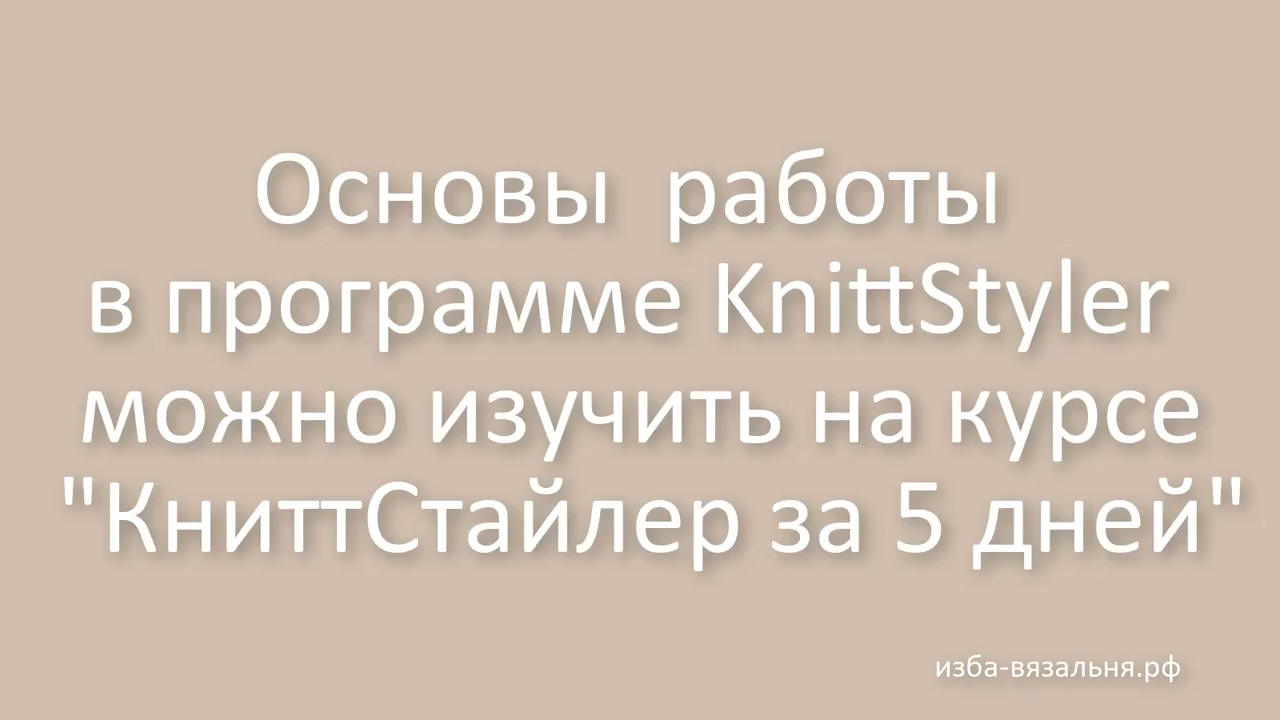 Основы работы
в программе KnittStyler
можно изучить на курсе
"КниттСтайлер за 5 дней"
изба-вязальня.рф